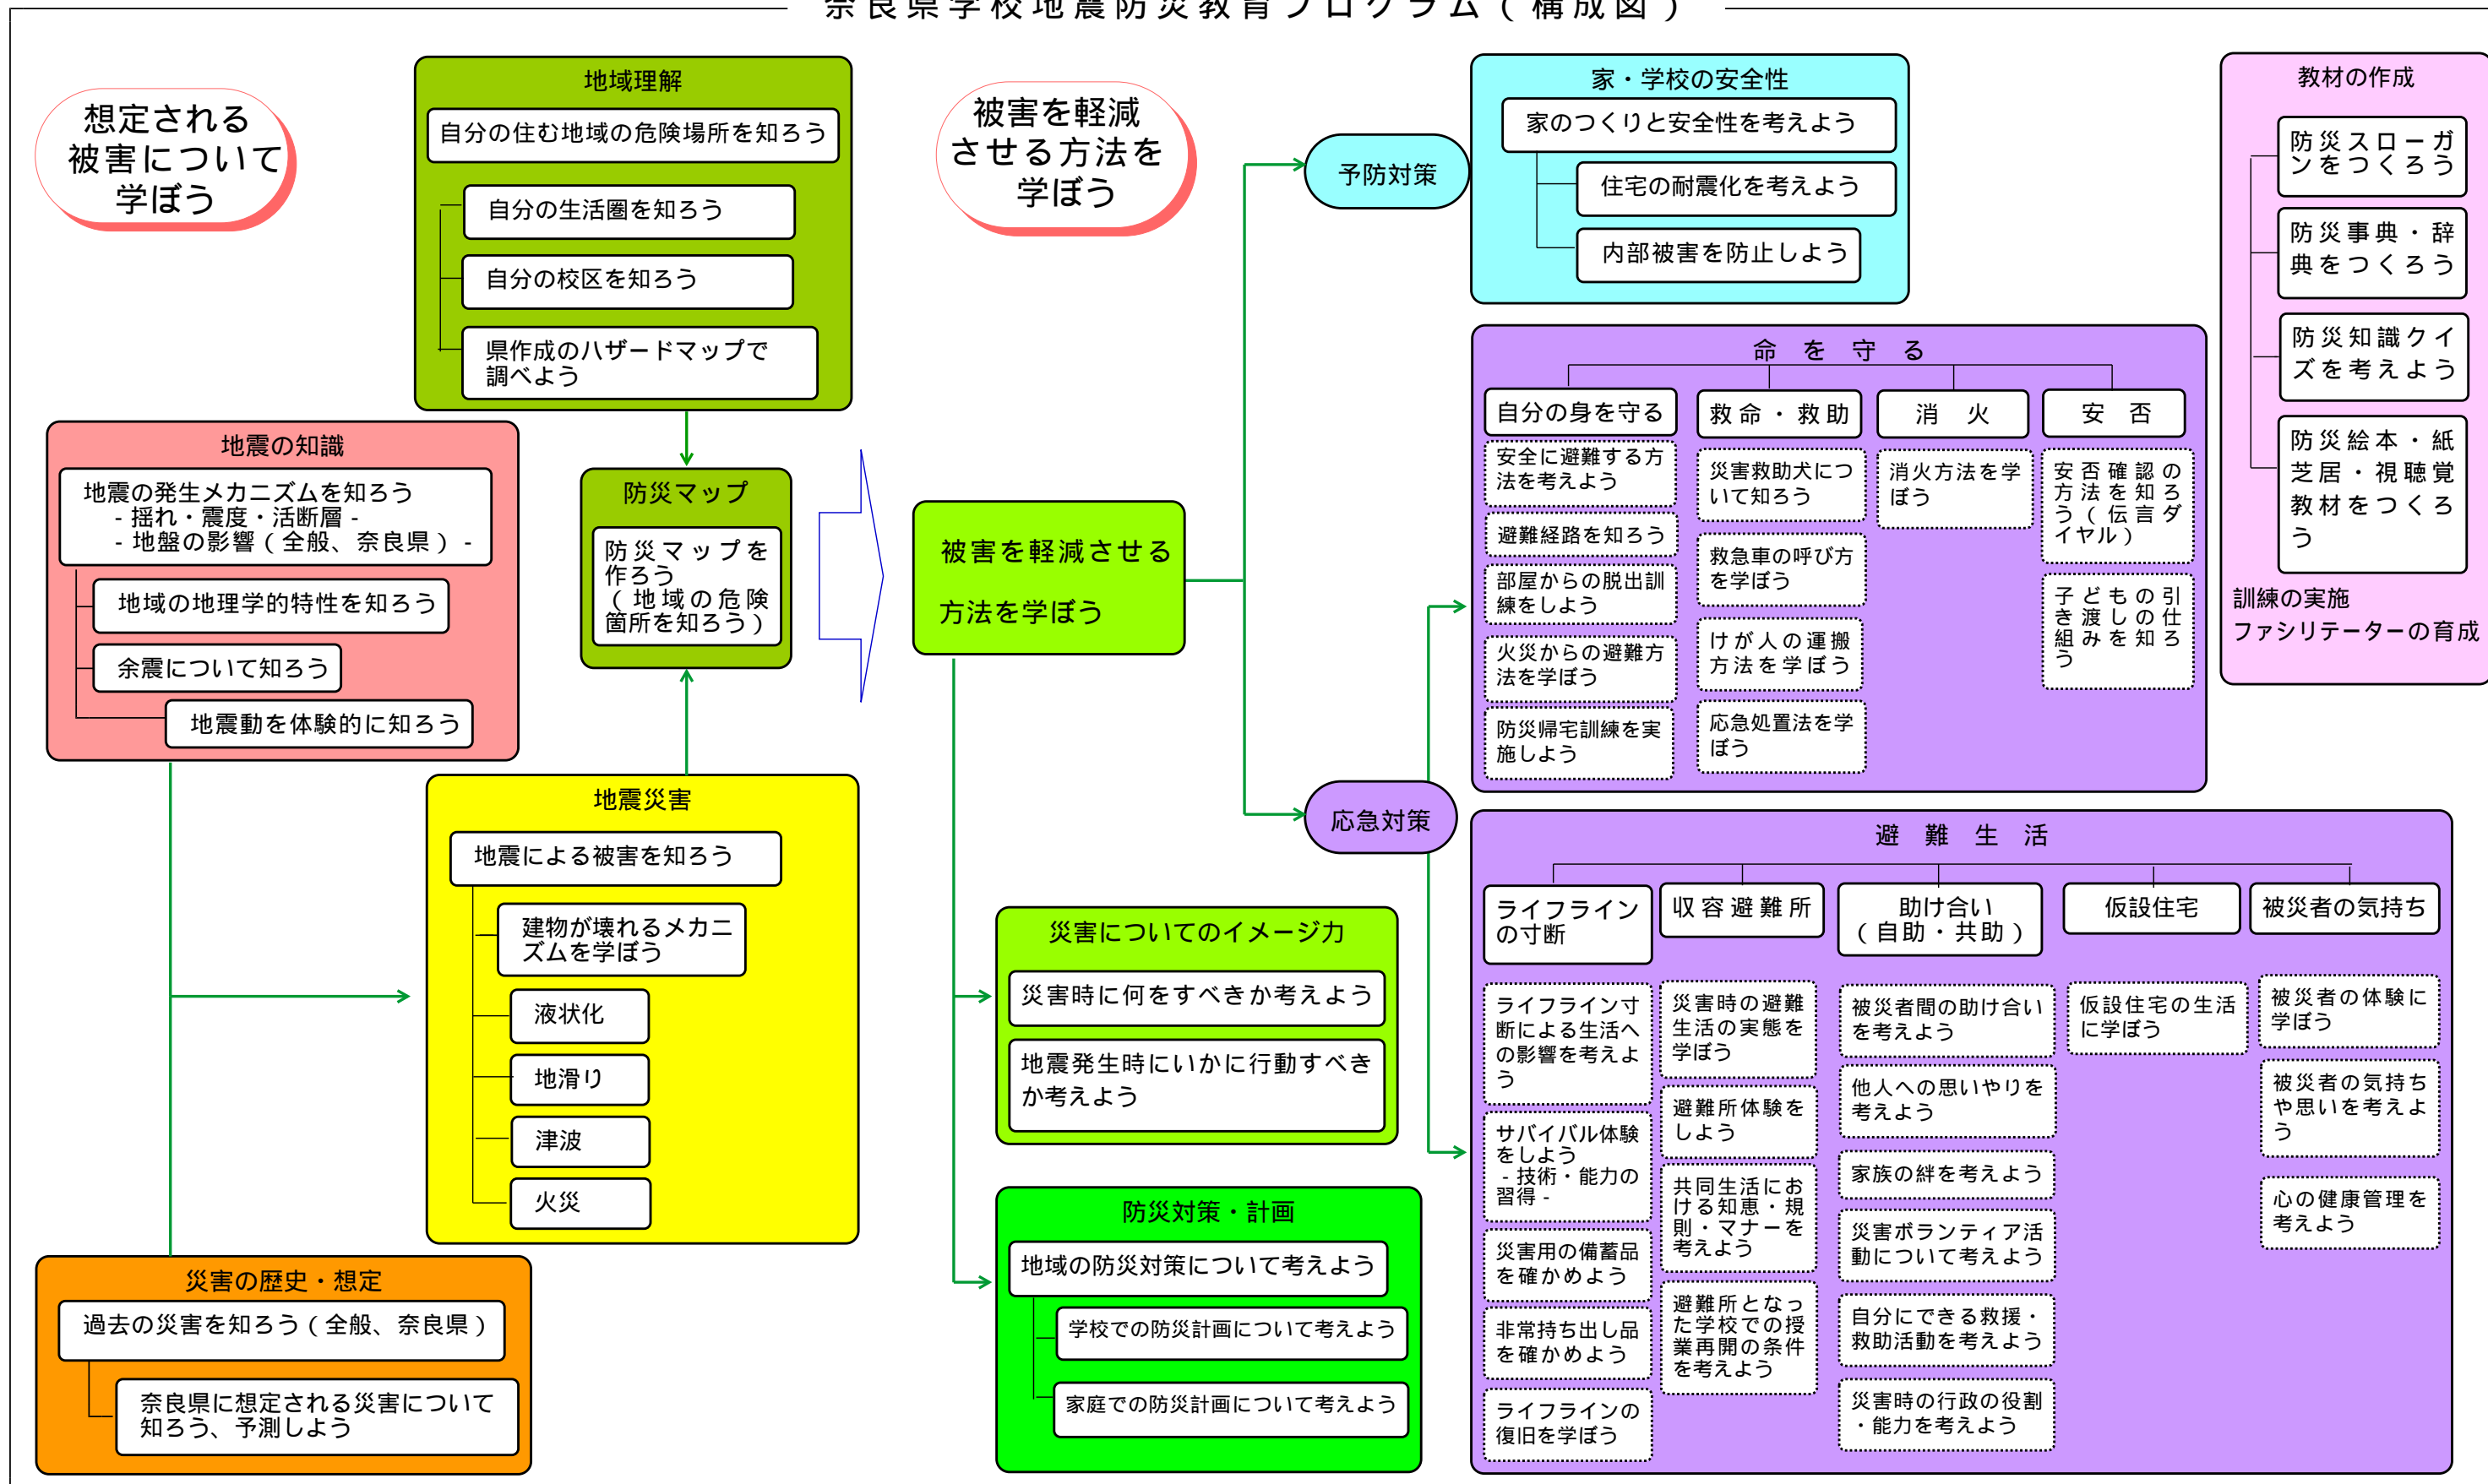 奈良県学校地震防災教育プログラム（構成図）
想定される
被害について
学ぼう
地域理解
自分の住む地域の危険場所を知ろう
自分の生活圏を知ろう
自分の校区を知ろう
県作成のハザードマップで
調べよう
地震の知識
地震の発生メカニズムを知ろう
- 揺れ・震度・活断層 -
- 地盤の影響（全般、奈良県） -
地域の地理学的特性を知ろう
余震について知ろう
地震動を体験的に知ろう
防災マップ
防災マップを
作ろう
（地域の危険
箇所を知ろう）
地震災害
地震による被害を知ろう
建物が壊れるメカニ
ズムを学ぼう
液状化
地滑り
津波
火災
災害の歴史・想定
過去の災害を知ろう（全般、奈良県）
奈良県に想定される災害について
知ろう、予測しよう
被害を軽減
させる方法を
学ぼう
被害を軽減させる
方法を学ぼう
災害についてのイメージ力
災害時に何をすべきか考えよう
地震発生時にいかに行動すべき
か考えよう
防災対策・計画
地域の防災対策について考えよう
学校での防災計画について考えよう
家庭での防災計画について考えよう
予防対策
家・学校の安全性
家のつくりと安全性を考えよう
住宅の耐震化を考えよう
内部被害を防止しよう
応急対策
命を守る
自分の身を守る
安全に避難する方
法を考えよう
避難経路を知ろう
部屋からの脱出訓
練をしよう
火災からの避難方
法を学ぼう
防災帰宅訓練を実
施しよう
救命・救助
災害救助犬につ
いて知ろう
救急車の呼び方
を学ぼう
けが人の運搬
方法を学ぼう
応急処置法を学
ぼう
消火
消火方法を学
ぼう
安否
安否確認の
方法を知ろ
う（伝言ダ
イヤル）
子どもの引
き渡しの仕
組みを知ろ
う
避難生活
ライフライン
の寸断
ライフライン寸
断による生活へ
の影響を考えよ
う
サバイバル体験
をしよう
- 技術・能力の
習得 -
災害用の備蓄品
を確かめよう
非常持ち出し品
を確かめよう
ライフラインの
復旧を学ぼう
収容避難所
災害時の避難
生活の実態を
学ぼう
避難所体験を
しよう
共同生活にお
ける知恵・規
則・マナーを
考えよう
避難所となっ
た学校での授
業再開の条件
を考えよう
助け合い
（自助・共助）
被災者間の助け合い
を考えよう
他人への思いやりを
考えよう
家族の絆を考えよう
災害ボランティア活
動について考えよう
自分にできる救援・
救助活動を考えよう
災害時の行政の役割
・能力を考えよう
仮設住宅
仮設住宅の生活
に学ぼう
被災者の気持ち
被災者の体験に
学ぼう
被災者の気持ち
や思いを考えよ
う
心の健康管理を
考えよう
教材の作成
防災スローガ
ンをつくろう
防災事典・辞
典をつくろう
防災知識クイ
ズを考えよう
防災絵本・紙
芝居・視聴覚
教材をつくろ
う
訓練の実施
ファシリテーターの育成